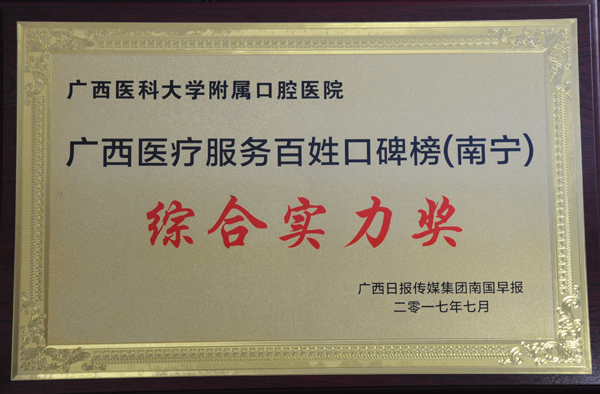 广西医科大学附属口腔医院
广西医疗服务百姓口碑榜(南宁)
综合实力奖
广西日报传媒集团南国早报
二零一七年七月